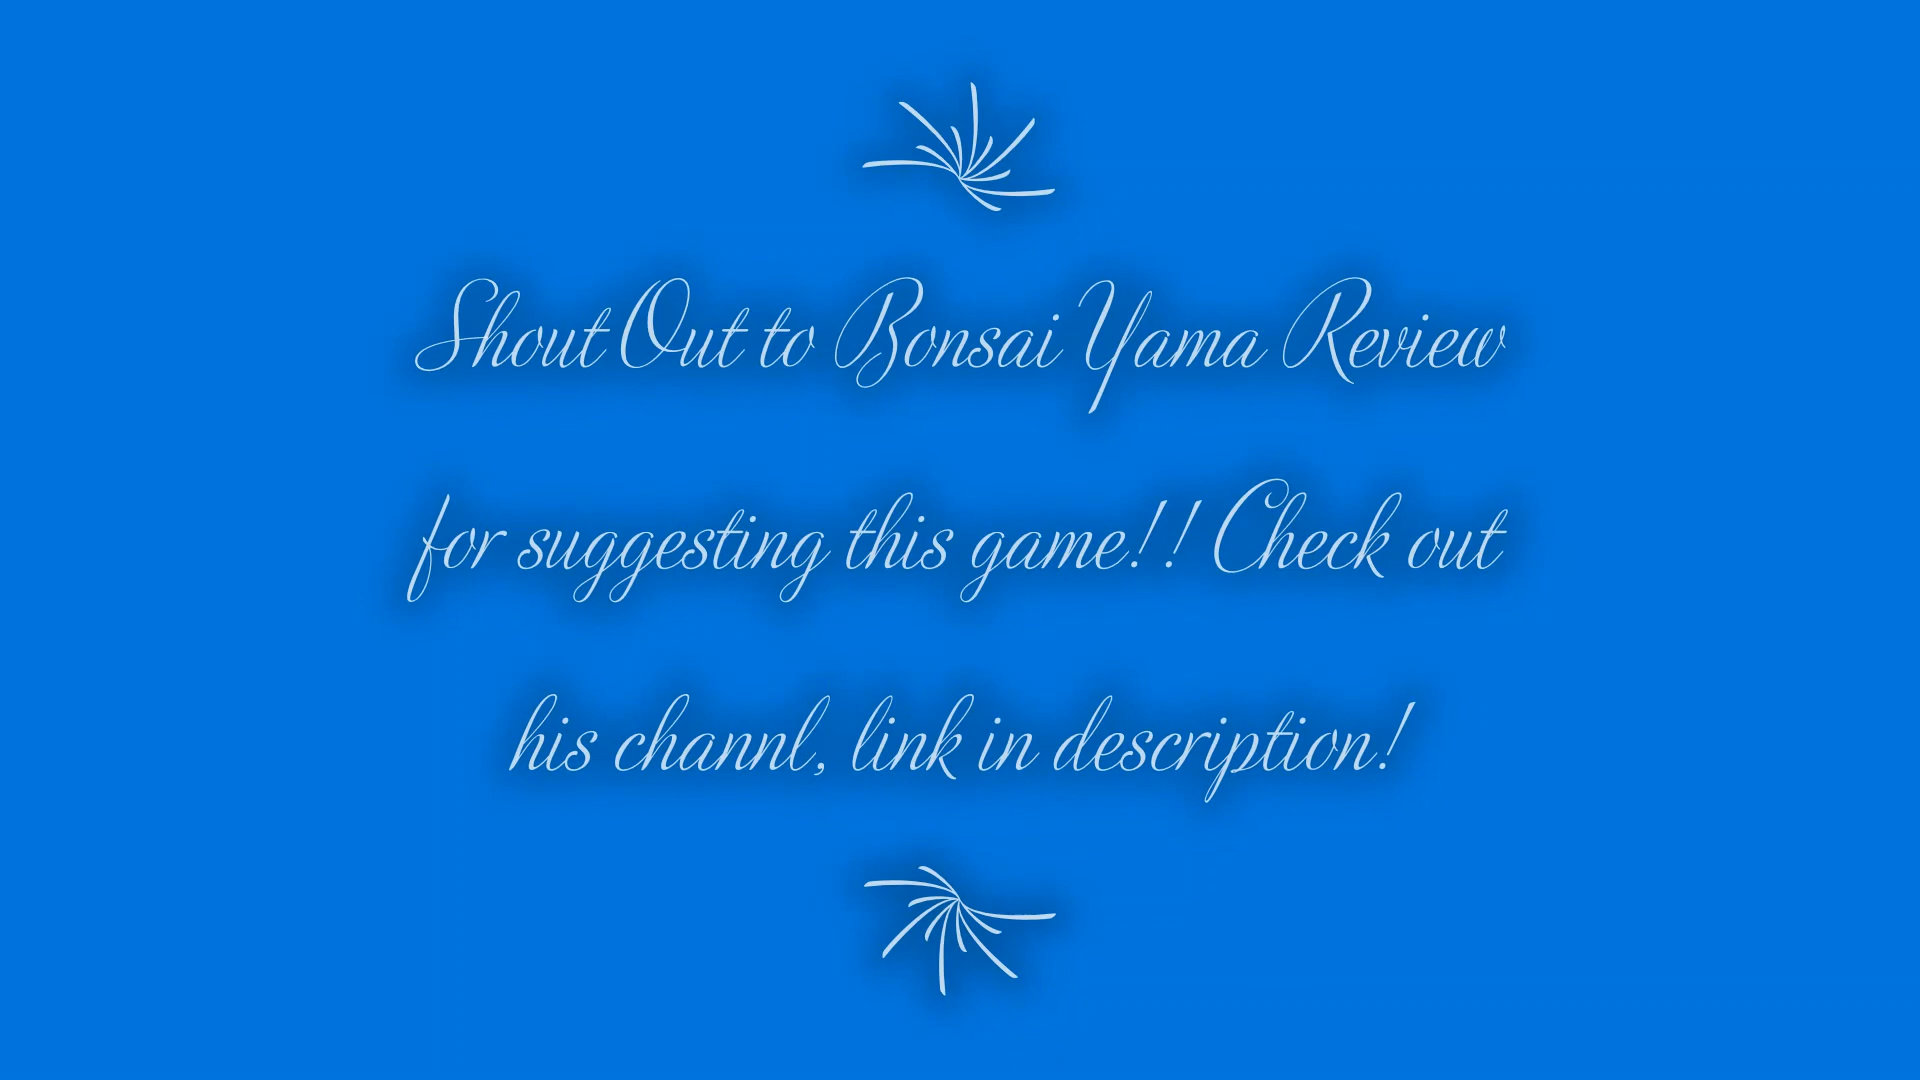 Shout Out to Bonsai Yama Review
for suggesting this game!! Check out
his channl, link in description!